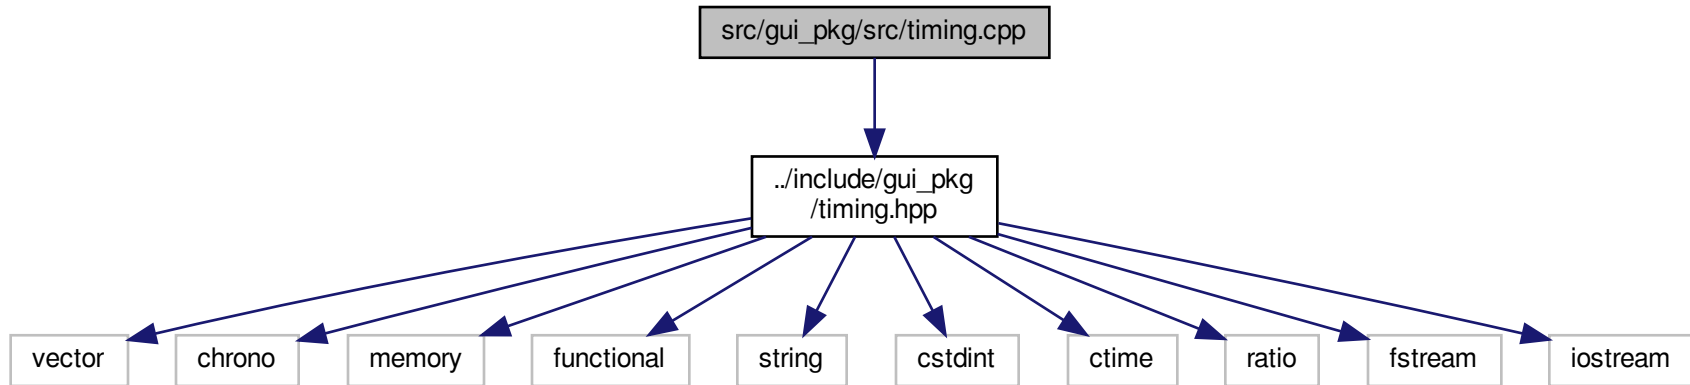 src/gui_pkg/src/timing.cpp
../include/gui_pkg
/timing.hpp
vector
chrono
memory
functional
string
cstdint
ctime
ratio
fstream
iostream